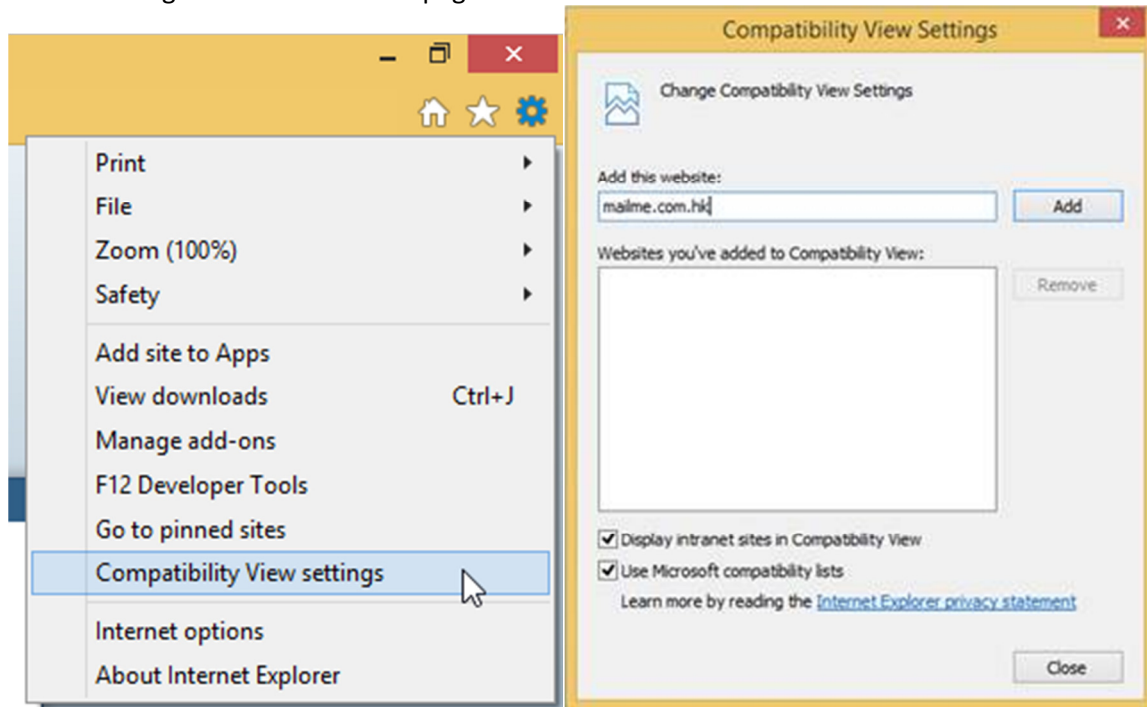 Compatibility View Settings
Print
File
Zoom (100%)
Safety
Add site to Apps
View downloads Ctrl+J
Manage add-ons
F12 Developer Tools
Go to pinned sites
Compatibility View settings
Internet options
About Internet Explorer
Change Compatibility View Settings
Add this website:
mailme.com.hk
Add
Websites you've added to Compatibility View:
Remove
Display intranet sites in Compatibility View
Use Microsoft compatibility lists
Learn more by reading the Internet Explorer privacy statement
Close